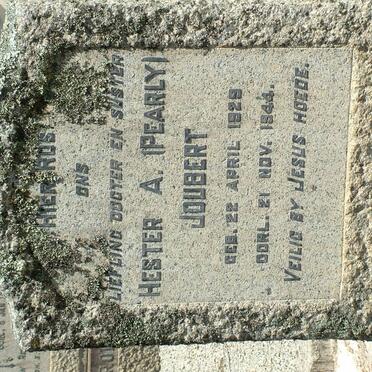 HIER RUS
ONS
LIEFLING DOGTER EN SUSTER
HESTER A. (PEARLY)
JOUBERT
GEB. 22 APRIL 1929
OORL. 21 NOV. 1944.
VEILIG BY JESUS HOEDE.